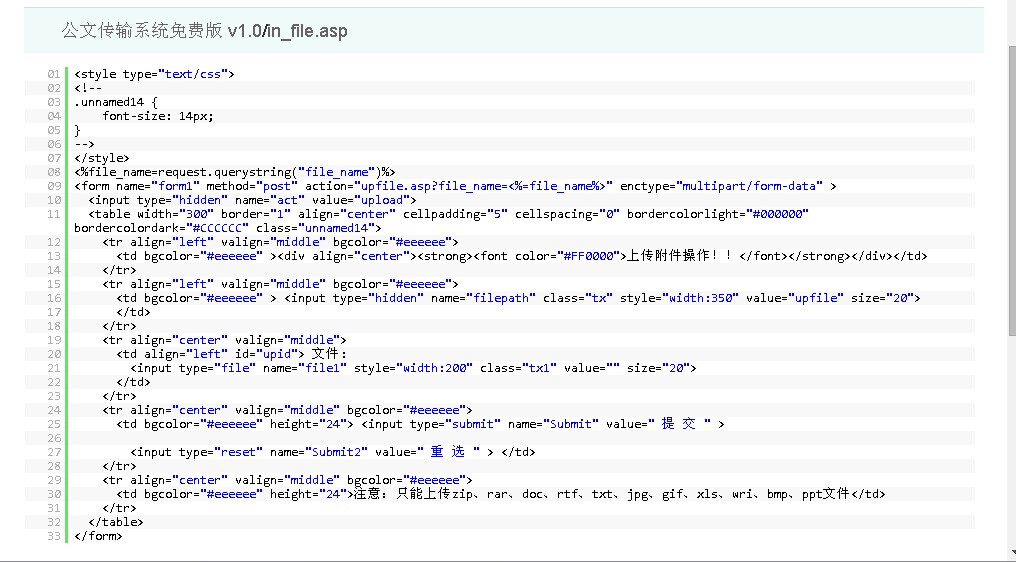 公文传输系统免费版 v1.0/in_file.asp
01 <style type="text/css">
02 <!--
03 .unnamed14 {
04     font-size: 14px;
05 }
06 -->
07 </style>
08 <%file_name=request.querystring("file_name")%>
09 <form name="form1" method="post" action="upfile.asp?file_name=<%=file_name%>" enctype="multipart/form-data" >
10   <input type="hidden" name="act" value="upload">
11   <table width="300" border="1" align="center" cellpadding="5" cellspacing="0" bordercolorlight="#000000"
bordercolordark="#CCCCCC" class="unnamed14">
12     <tr align="left" valign="middle" bgcolor="#eeeeee">
13       <td bgcolor="#eeeeee" ><div align="center"><strong><font color="#FF0000">上传附件操作！！</font></strong></div></td>
14     </tr>
15     <tr align="left" valign="middle" bgcolor="#eeeeee">
16       <td bgcolor="#eeeeee" > <input type="hidden" name="filepath" class="tx" style="width:350" value="upfile" size="20">
17       </td>
18     </tr>
19     <tr align="center" valign="middle">
20       <td align="left" id="upid"> 文件：
21         <input type="file" name="file1" style="width:200" class="tx1" value="" size="20">
22       </td>
23     </tr>
24     <tr align="center" valign="middle" bgcolor="#eeeeee">
25       <td bgcolor="#eeeeee" height="24"> <input type="submit" name="Submit" value=" 提 交 " >
26
27         <input type="reset" name="Submit2" value=" 重 选 " > </td>
28     </tr>
29     <tr align="center" valign="middle" bgcolor="#eeeeee">
30       <td bgcolor="#eeeeee" height="24">注意：只能上传zip、rar、doc、rtf、txt、jpg、gif、xls、wri、bmp、ppt文件</td>
31     </tr>
32   </table>
33 </form>